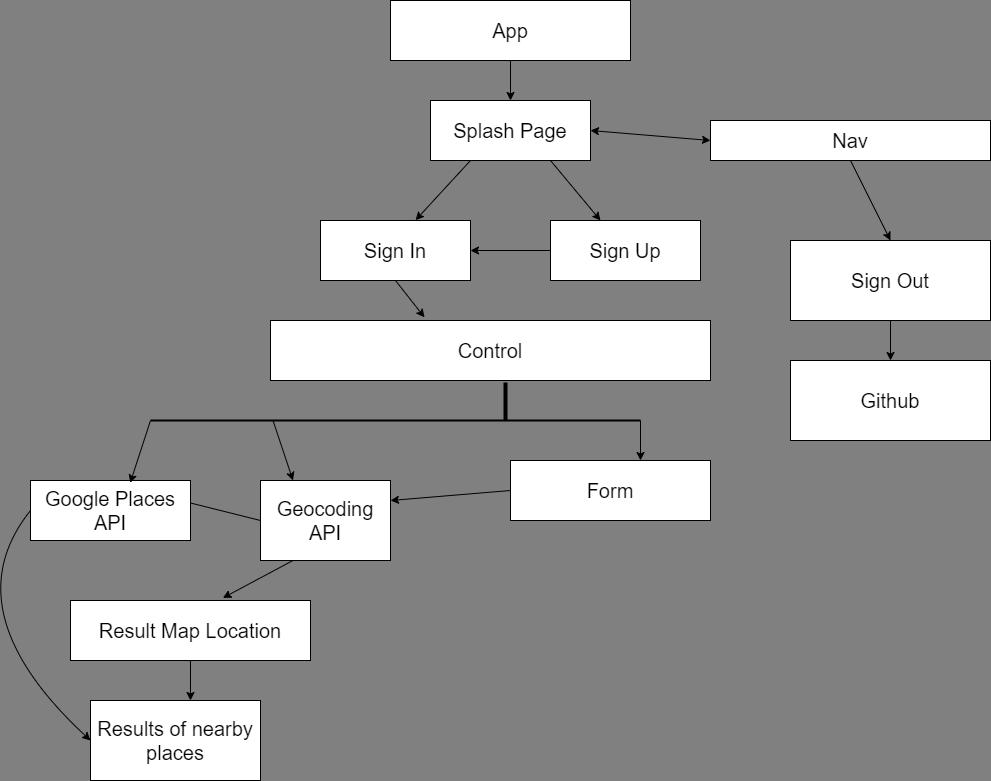 App
Splash Page
Nav
Sign In
Sign Up
Sign Out
Control
Github
Google Places
API
Geocoding
API
Form
Result Map Location
Results of nearby
places